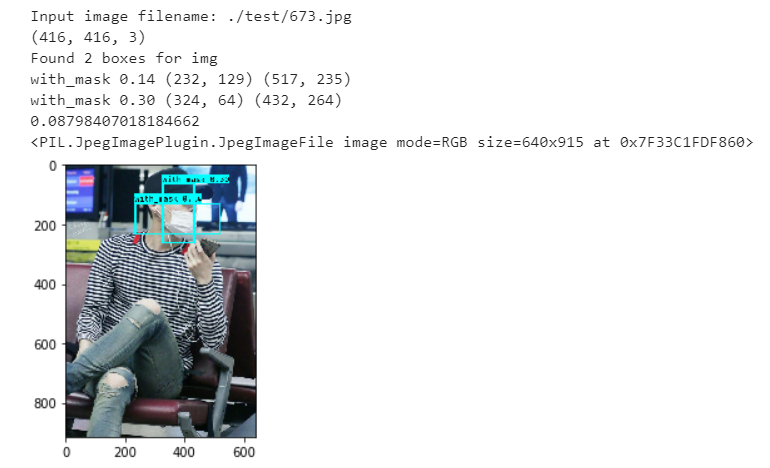 Input image filename: ./test/673.jpg
(416, 416, 3)
Found 2 boxes for img
with_mask 0.14 (232, 129) (517, 235)
with_mask 0.30 (324, 64) (432, 264)
0.08798407018184662
<PIL.JpegImagePlugin.JpegImageFile image mode=RGB size=640x915 at 0x7F33C1FDF860>
0
with_mask 0.30
200
with_mask 0.14
400
600
800
0 200 400 600